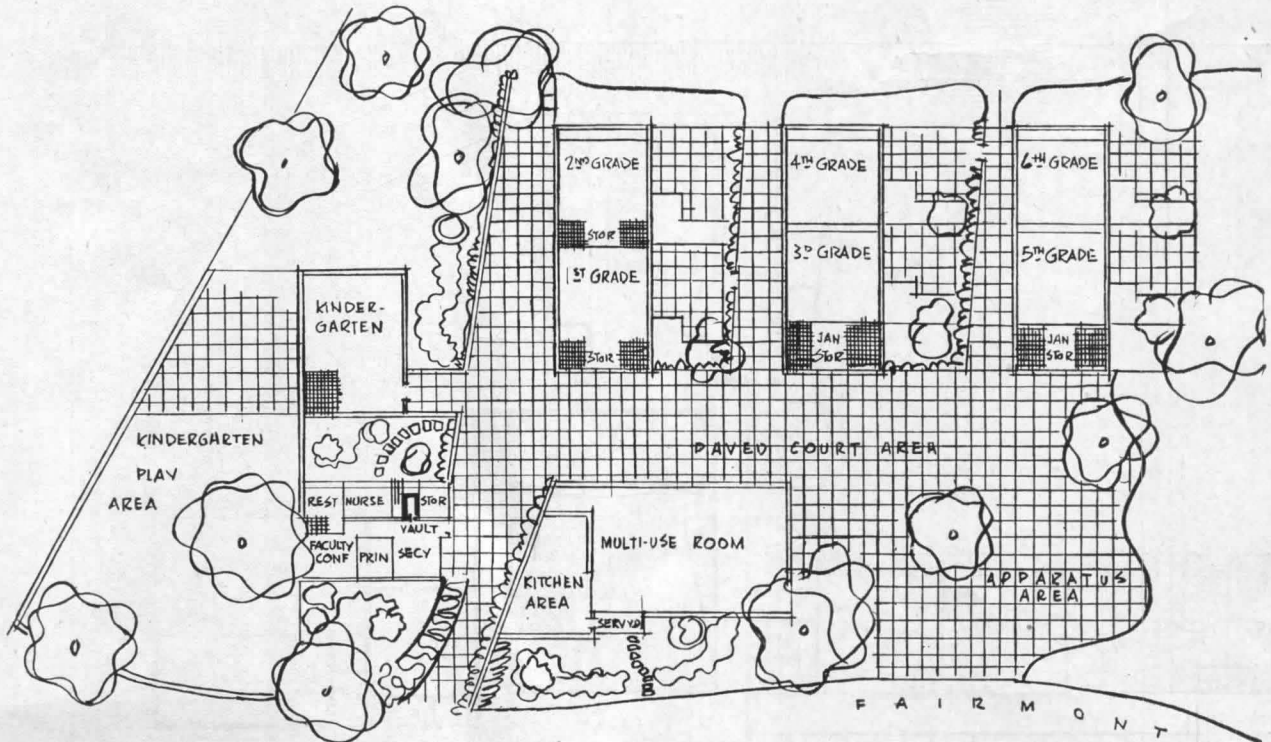 2ND GRADE
4TH GRADE
6TH GRADE
STOR
1ST GRADE
3D GRADE
5TH GRADE
KINDER-
GARTEN
STOR
JAN
STOR
JAN
STOR
KINDERGARTEN
PLAY
AREA
PAVED COURT AREA
REST
NURSE
STOR
VAULT
FACULTY
CONF
PRIN
SECY
MULTI-USE ROOM
KITCHEN
AREA
SERV YD
APPARATUS
AREA
FAIRMONT